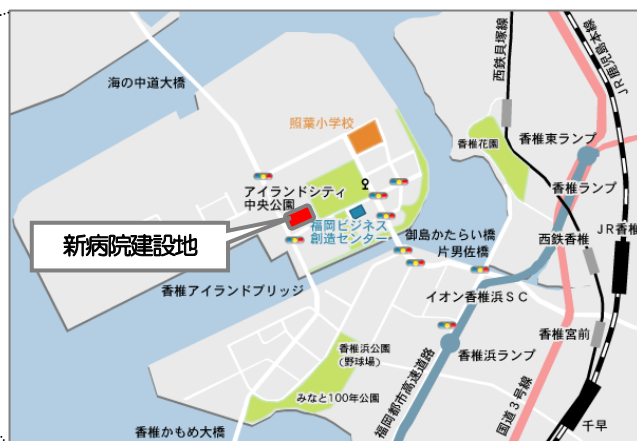 海の中道大橋
西鉄貝塚線
JR鹿児島本線
照葉小学校
香椎花園
香椎東ランプ
アイランドシティ
中央公園
香椎ランプ
新病院建設地
福岡ビジネス
創造センター
御島かたらい橋
片男佐橋
西鉄香椎
JR香椎
香椎アイランドブリッジ
イオン香椎浜SC
香椎浜公園
(野球場)
香椎浜ランプ
香椎宮前
みなと100年公園
福岡都市高速道路
国道3号線
香椎かもめ大橋
千早